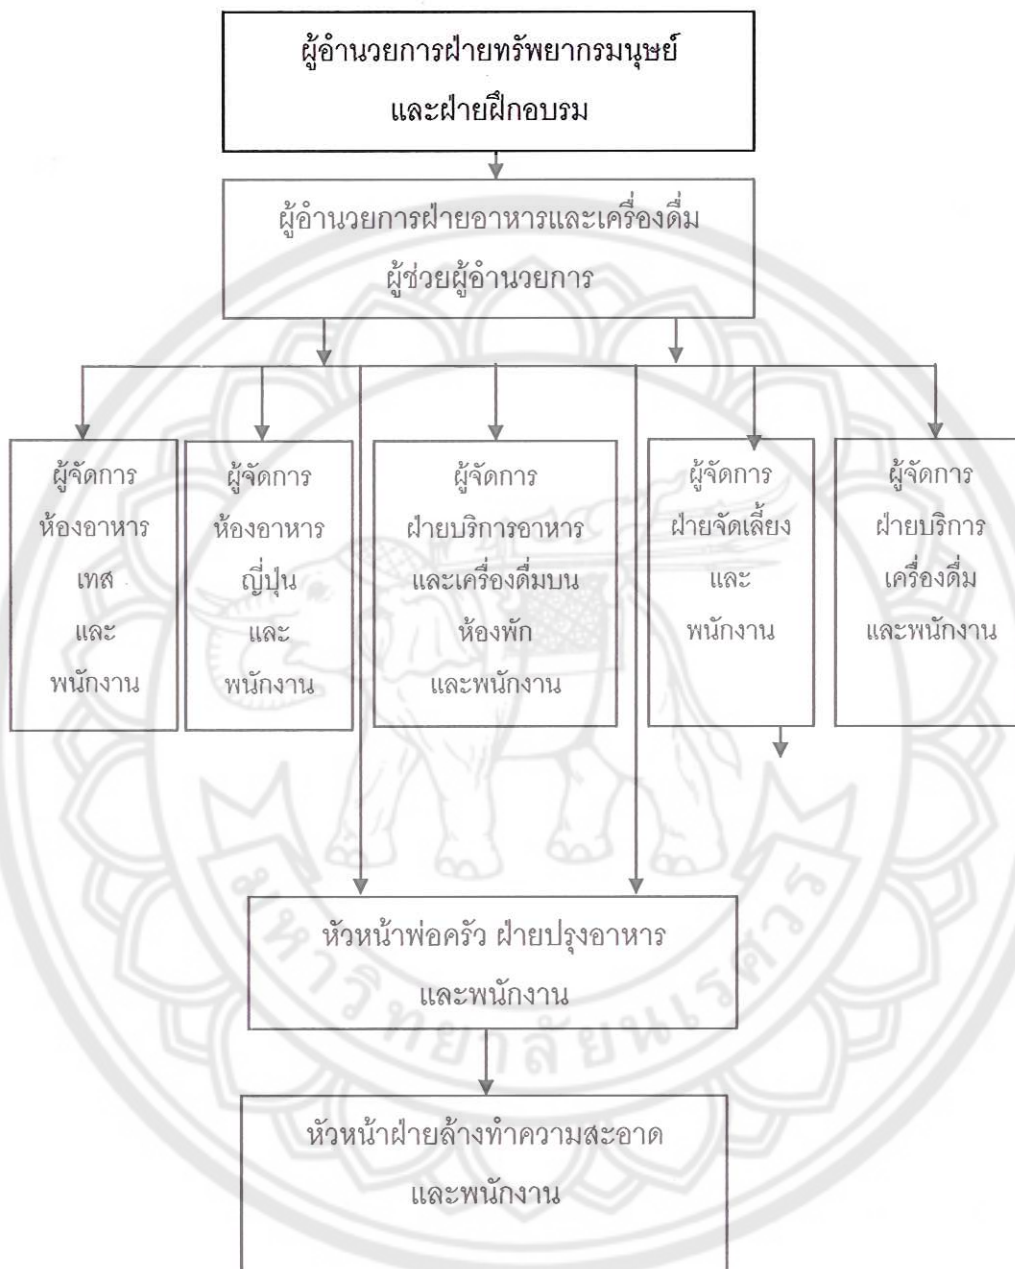 ผู้อำนวยการฝ่ายทรัพยากรมนุษย์
และฝ่ายฝึกอบรม
ผู้อำนวยการฝ่ายอาหารและเครื่องดื่ม
ผู้ช่วยผู้อำนวยการ
ผู้จัดการ
ห้องอาหาร
เทส
และ
พนักงาน
ผู้จัดการ
ห้องอาหาร
ญี่ปุ่น
และ
พนักงาน
ผู้จัดการ
ฝ่ายบริการอาหาร
และเครื่องดื่มบน
ห้องพัก
และพนักงาน
ผู้จัดการ
ฝ่ายจัดเลี้ยง
และ
พนักงาน
ผู้จัดการ
ฝ่ายบริการ
เครื่องดื่ม
และพนักงาน
หัวหน้าพ่อครัว ฝ่ายปรุงอาหาร
และพนักงาน
หัวหน้าฝ่ายล้างทำความสะอาด
และพนักงาน
มหาวิทยาลัยนเรศวร